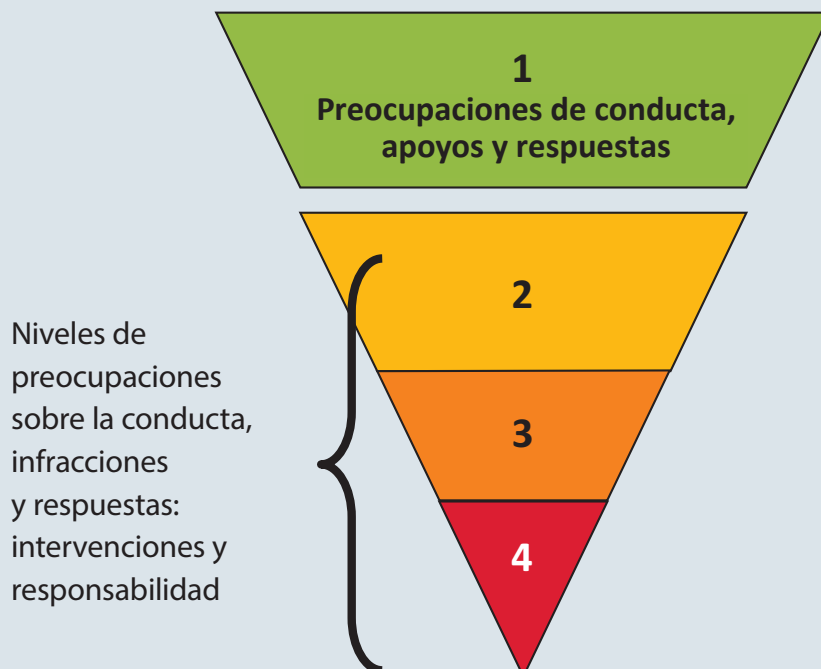 1
Preocupaciones de conducta,
apoyos y respuestas
2
Niveles de
preocupaciones
sobre la conducta,
infracciones
y respuestas:
intervenciones y
responsabilidad
3
4